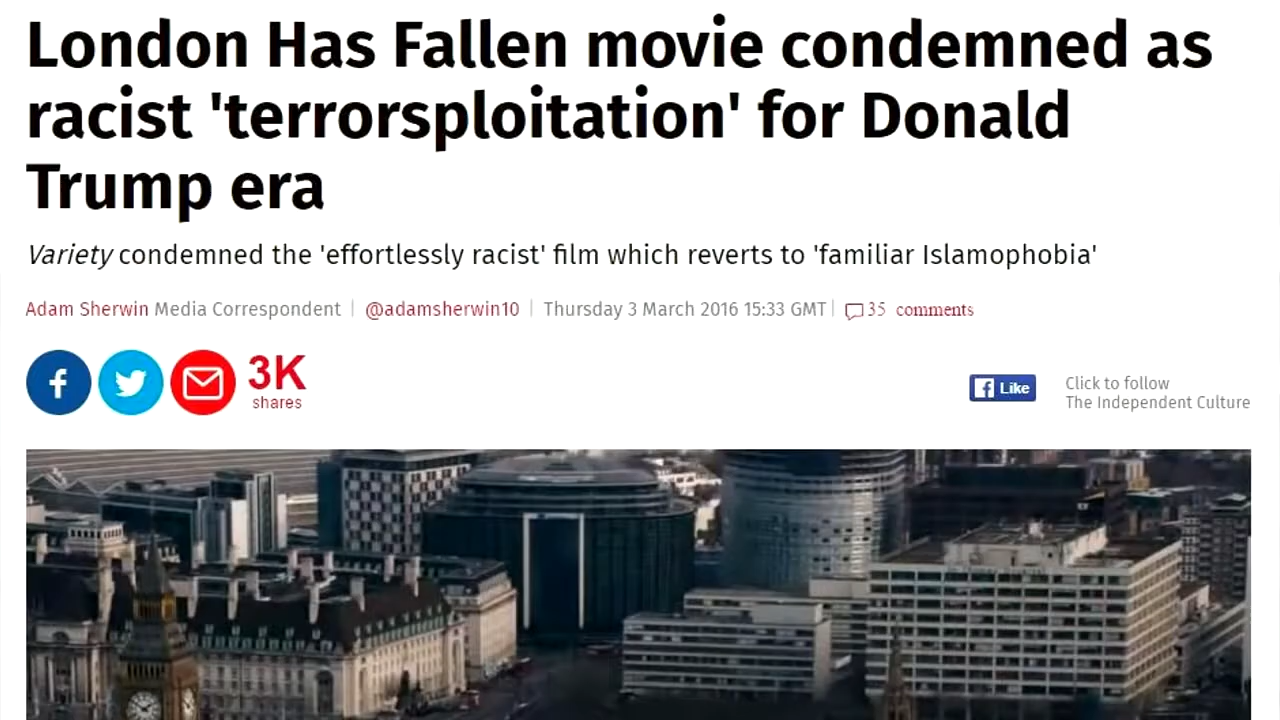 London Has Fallen movie condemned as
racist 'terrorsploitation' for Donald
Trump era
Variety condemned the 'effortlessly racist' film which reverts to 'familiar Islamophobia'
Adam Sherwin Media Correspondent | @adamsherwin10 | Thursday 3 March 2016 15:33 GMT | 35 comments
3K
shares
Like
Click to follow
The Independent Culture